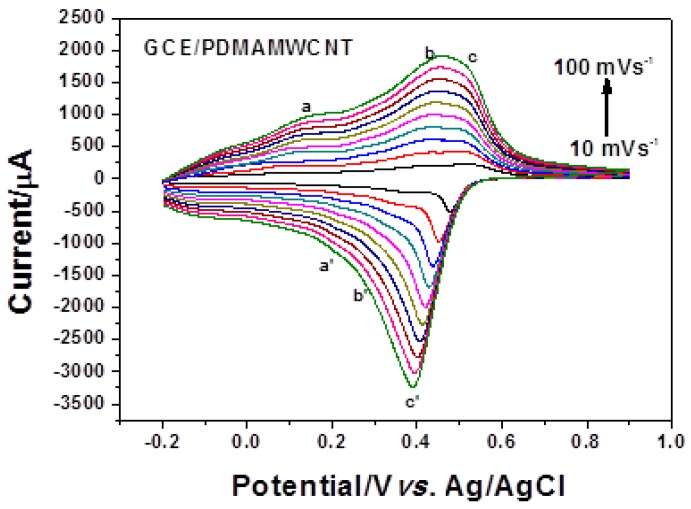 2500
2000
1500
1000
500
0
-500
-1000
-1500
-2000
-2500
-3000
-3500
Current/µA
GCE/PDMAMWCNT
a
b
c
100 mVs⁻¹
10 mVs⁻¹
a'
b'
c'
-0.2 0.0 0.2 0.4 0.6 0.8 1.0
Potential/V vs. Ag/AgCl